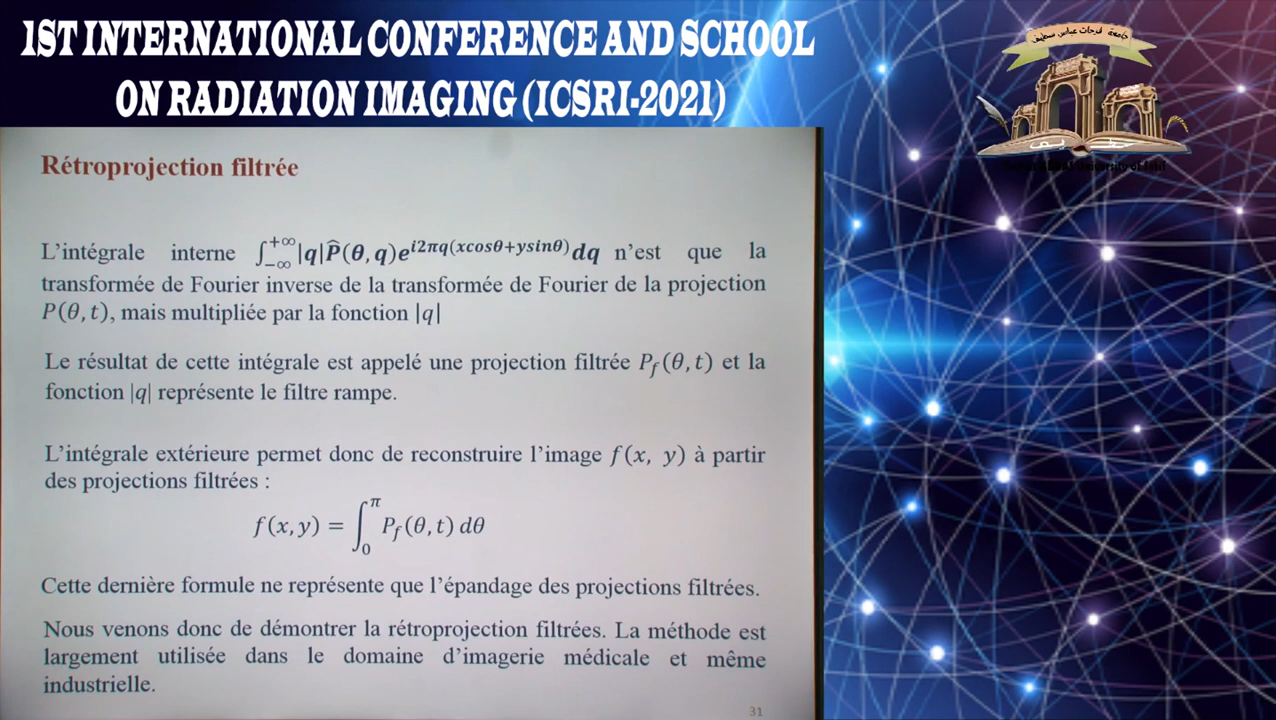 1ST INTERNATIONAL CONFERENCE AND SCHOOL
ON RADIATION IMAGING (ICSRI-2021)
جامعة فرحات عباس سطيف
Rétroprojection filtrée
L'intégrale interne ∫₋∞⁺∞|q|P̂(θ, q)e^{i2πq(xcosθ+ysinθ)}dq n'est que la
transformée de Fourier inverse de la transformée de Fourier de la projection
P(θ, t), mais multipliée par la fonction |q|
Le résultat de cette intégrale est appelé une projection filtrée P_f(θ, t) et la
fonction |q| représente le filtre rampe.
L'intégrale extérieure permet donc de reconstruire l'image f(x, y) à partir
des projections filtrées :
f(x, y) = ∫₀^π P_f(θ, t) dθ
Cette dernière formule ne représente que l'épandage des projections filtrées.
Nous venons donc de démontrer la rétroprojection filtrées. La méthode est
largement utilisée dans le domaine d'imagerie médicale et même
industrielle.
31